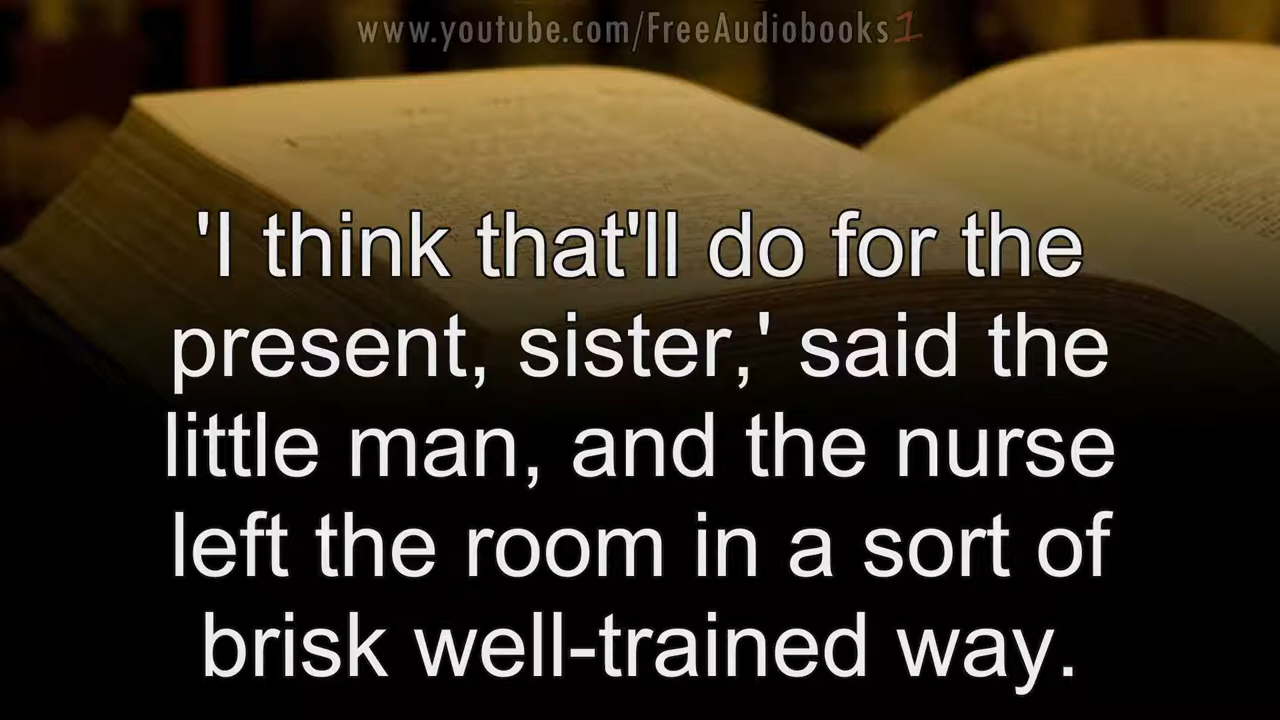 www.youtube.com/FreeAudiobooks1
'I think that'll do for the
present, sister,' said the
little man, and the nurse
left the room in a sort of
brisk well-trained way.